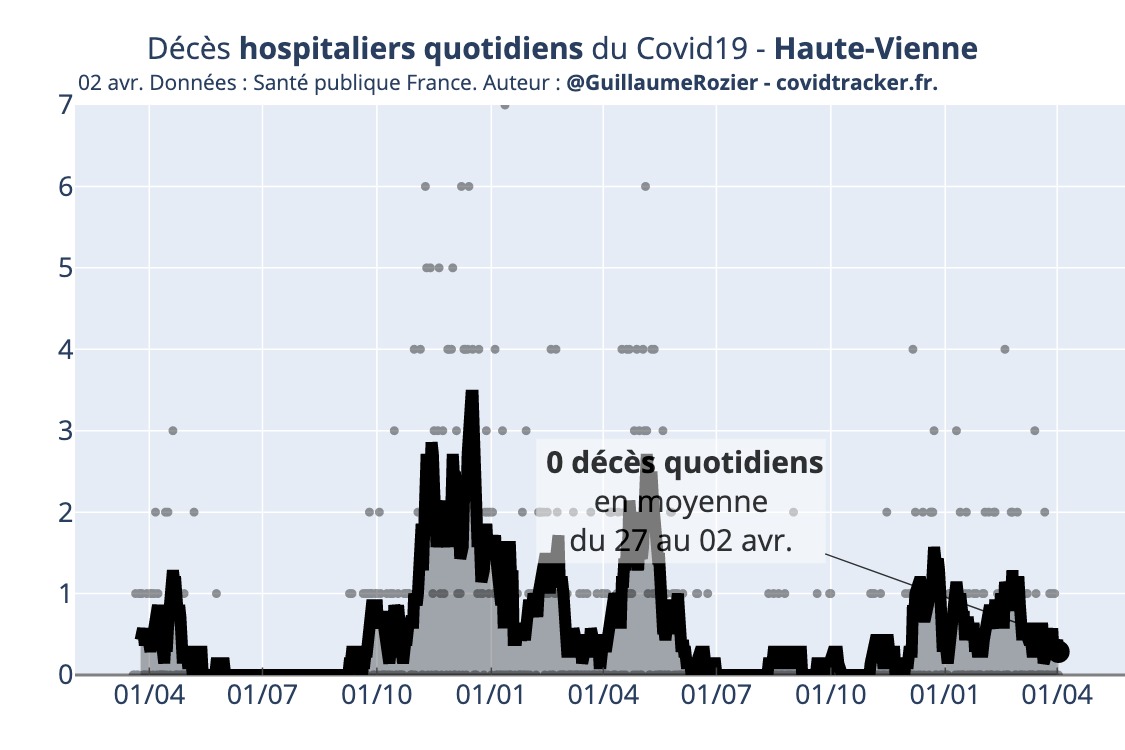 Décès hospitaliers quotidiens du Covid19 - Haute-Vienne
02 avr. Données : Santé publique France. Auteur : @GuillaumeRozier - covidtracker.fr.
7
6
5
4
3
0 décès quotidiens
en moyenne
2
du 27 au 02 avr.
1
0
01/04 01/07 01/10 01/01 01/04 01/07 01/10 01/01 01/04